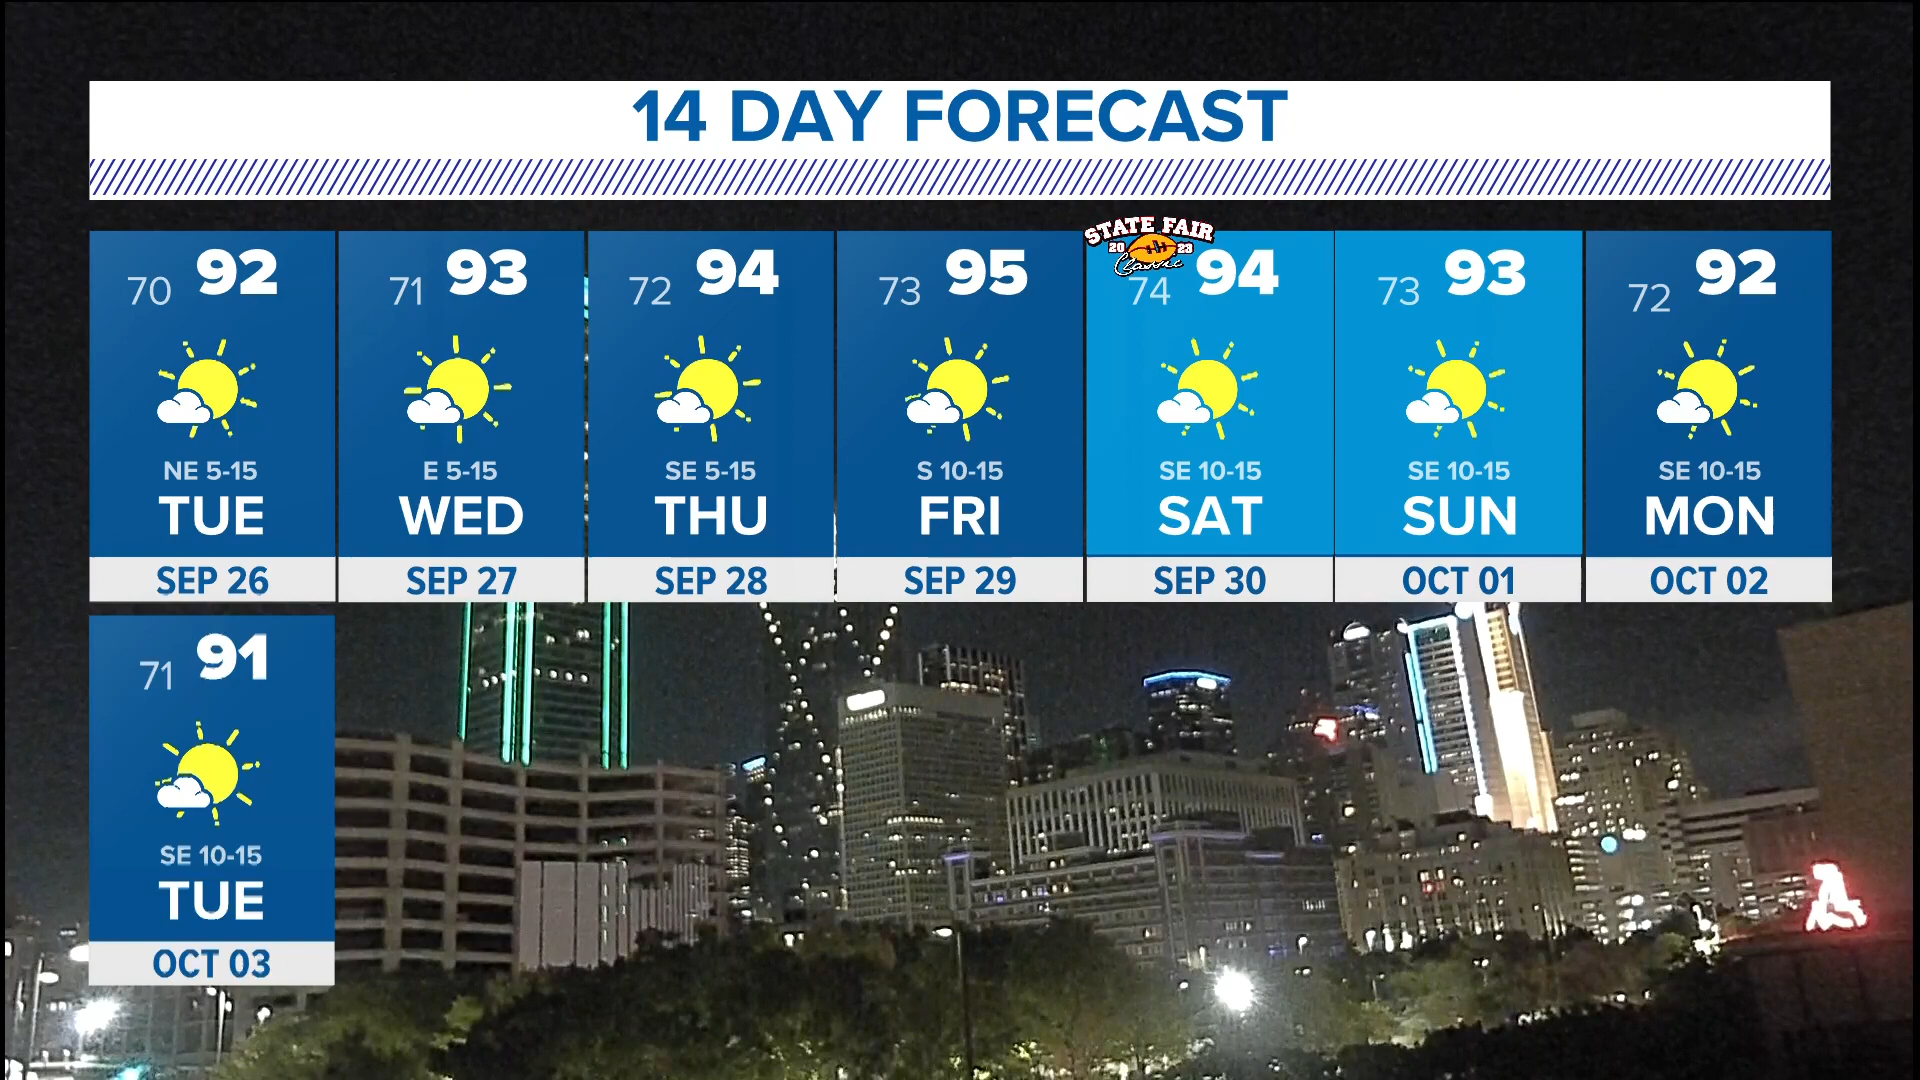 14 DAY FORECAST
70 92
NE 5-15
TUE
SEP 26
71 93
E 5-15
WED
SEP 27
72 94
SE 5-15
THU
SEP 28
73 95
S 10-15
FRI
SEP 29
STATE FAIR
20 23
Classic
74 94
SE 10-15
SAT
SEP 30
73 93
SE 10-15
SUN
OCT 01
72 92
SE 10-15
MON
OCT 02
71 91
SE 10-15
TUE
OCT 03